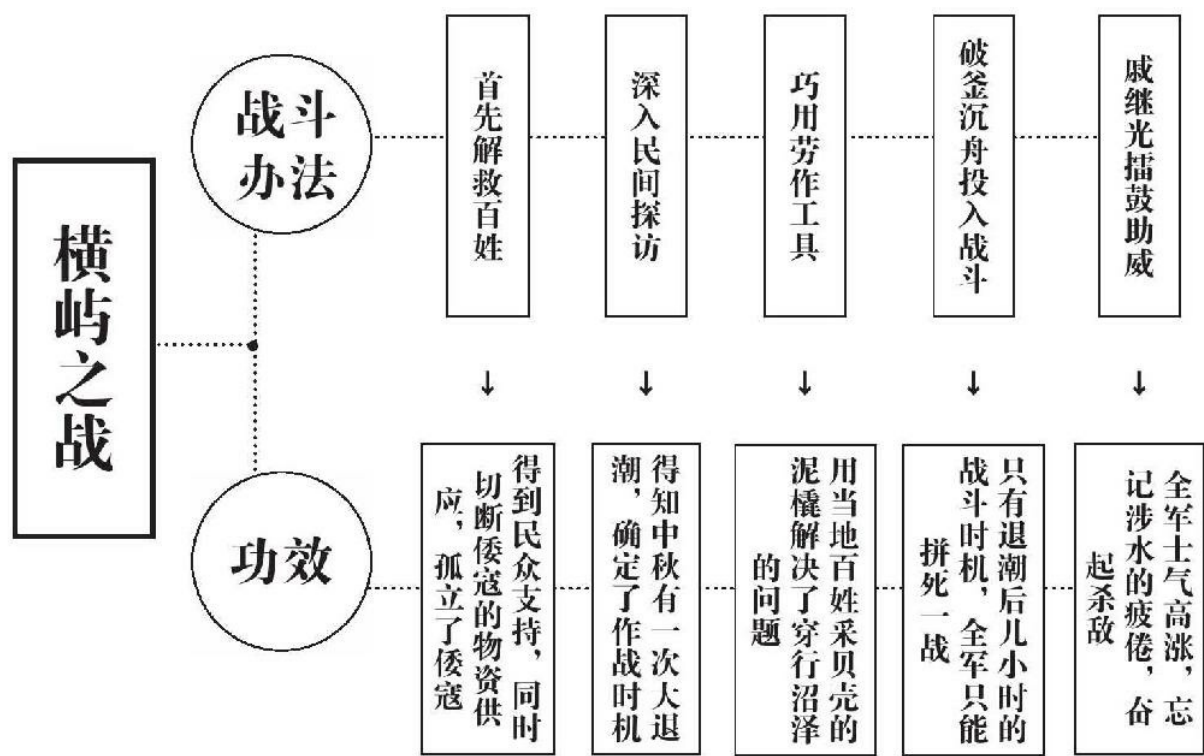 横屿之战
战斗
办法
首先解救百姓
深入民间探访
巧用劳作工具
破釜沉舟投入战斗
戚继光擂鼓助威
↓
↓
↓
↓
↓
功效
得到民众支持，同时
切断倭寇的物资供
应，孤立了倭寇
得知中秋有一次大退
潮，确定了作战时机
用当地百姓采贝壳的
泥橇解决了穿行沼泽
的问题
只有退潮后几小时的
战斗时机，全军只能
拼死一战
全军士气高涨，忘
记涉水的疲倦，奋
起杀敌